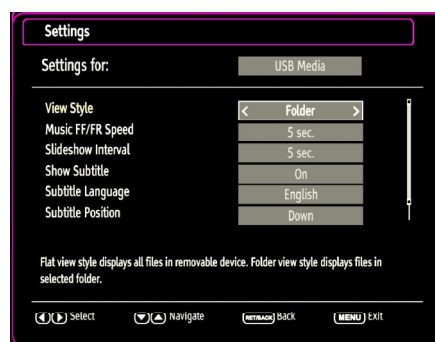 Settings
Settings for: USB Media
View Style < Folder >
Music FF/FR Speed 5 sec.
Slideshow Interval 5 sec.
Show Subtitle On
Subtitle Language English
Subtitle Position Down
Flat view style displays all files in removable device. Folder view style displays files in
selected folder.
Select Navigate RET/BACK Back MENU Exit